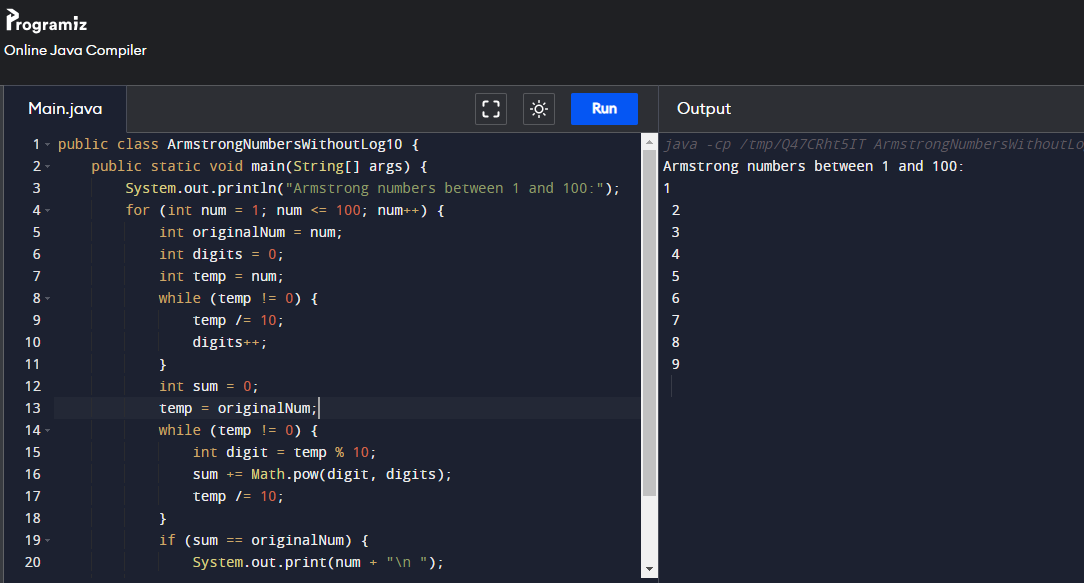 Programiz
Online Java Compiler
Main.java
Run
Output
1 public class ArmstrongNumbersWithoutLog10 {
2 public static void main(String[] args) {
3 System.out.println("Armstrong numbers between 1 and 100:");
4 for (int num = 1; num <= 100; num++) {
5 int originalNum = num;
6 int digits = 0;
7 int temp = num;
8 while (temp != 0) {
9 temp /= 10;
10 digits++;
11 }
12 int sum = 0;
13 temp = originalNum;
14 while (temp != 0) {
15 int digit = temp % 10;
16 sum += Math.pow(digit, digits);
17 temp /= 10;
18 }
19 if (sum == originalNum) {
20 System.out.print(num + "\n ");
java -cp /tmp/Q47CRht5IT ArmstrongNumbersWithoutLo
Armstrong numbers between 1 and 100:
1
2
3
4
5
6
7
8
9